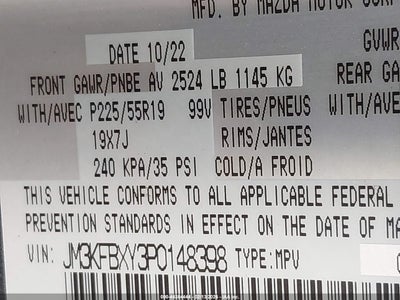 MFD. BY MAZDA MOTOR CORP
DATE 10/22
GVWR
FRONT GAWR/PNBE AV 2524 LB 1145 KG
REAR GA
WITH/AVEC P225/55R19 99V TIRES/PNEUS WITH/AVE
19X7J RIMS/JANTES
240 KPA/35 PSI COLD/A FROID
THIS VEHICLE CONFORMS TO ALL APPLICABLE FEDERAL
PREVENTION STANDARDS IN EFFECT ON THE DATE OF MA
VIN: JM3KFBXY3P0148398 TYPE:MPV